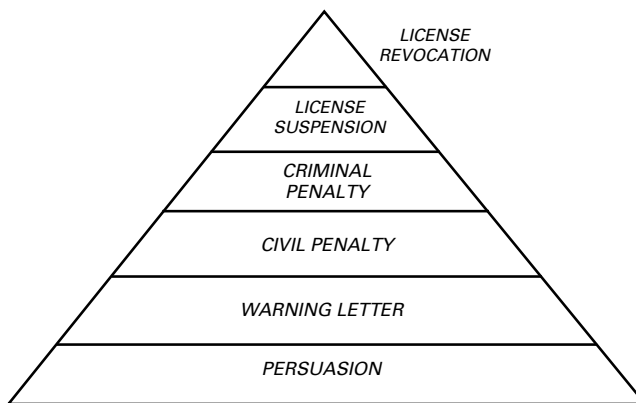 LICENSE
REVOCATION
LICENSE
SUSPENSION
CRIMINAL
PENALTY
CIVIL PENALTY
WARNING LETTER
PERSUASION